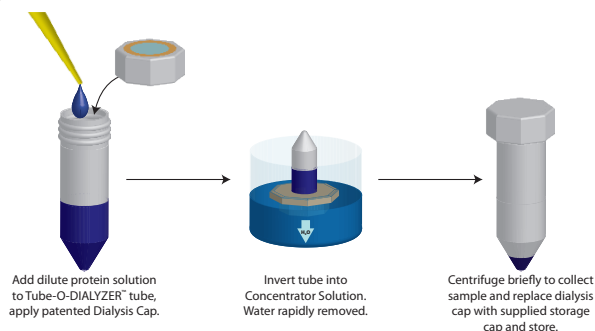 H₂O
Add dilute protein solution
to Tube-O-DIALYZER™ tube,
apply patented Dialysis Cap.
Invert tube into
Concentrator Solution.
Water rapidly removed.
Centrifuge briefly to collect
sample and replace dialysis
cap with supplied storage
cap and store.